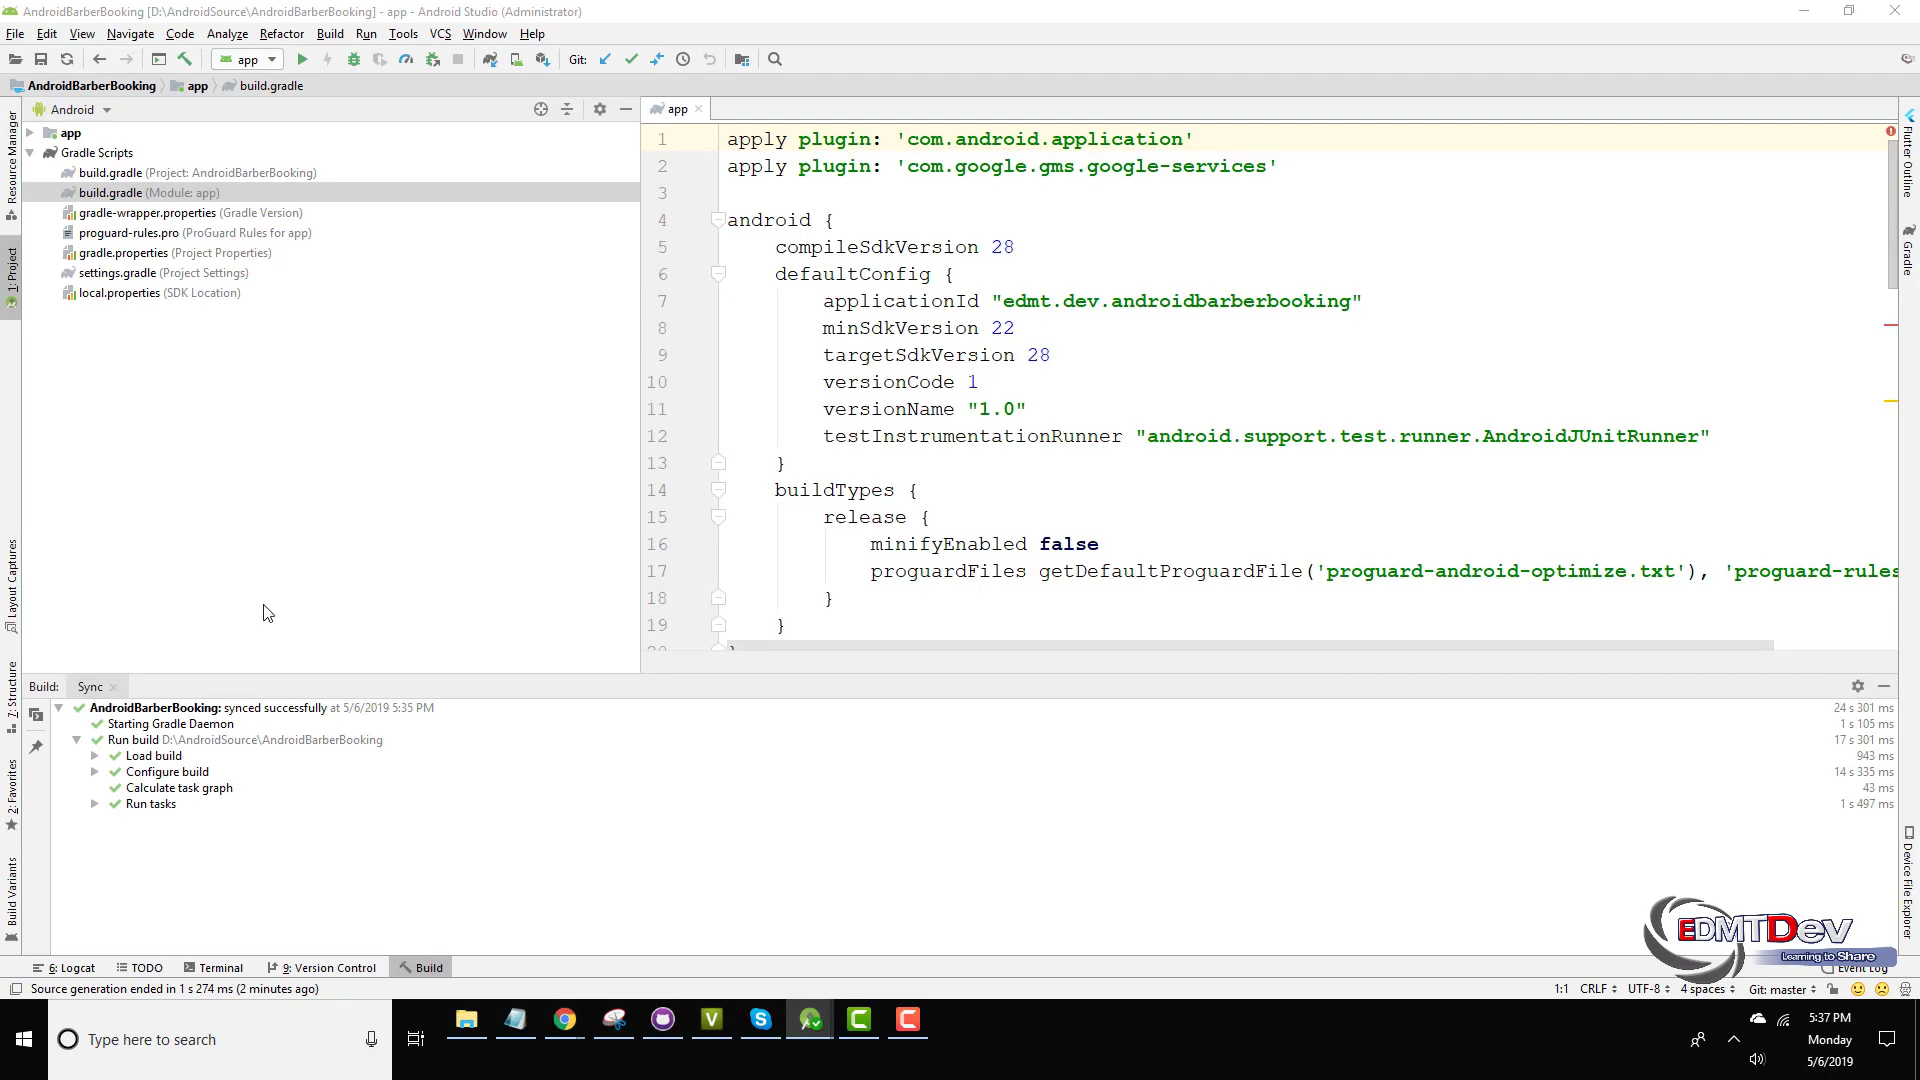 AndroidBarberBooking [D:\AndroidSource\AndroidBarberBooking] - app - Android Studio (Administrator)
File Edit View Navigate Code Analyze Refactor Build Run Tools VCS Window Help
app Git:
AndroidBarberBooking app build.gradle
Android
app
Gradle Scripts
build.gradle (Project: AndroidBarberBooking)
build.gradle (Module: app)
gradle-wrapper.properties (Gradle Version)
proguard-rules.pro (ProGuard Rules for app)
gradle.properties (Project Properties)
settings.gradle (Project Settings)
local.properties (SDK Location)
Resource Manager
1: Project
Layout Captures
7: Structure
2: Favorites
Build Variants
app
1 apply plugin: 'com.android.application'
2 apply plugin: 'com.google.gms.google-services'
3
4 android {
5 compileSdkVersion 28
6 defaultConfig {
7 applicationId "edmt.dev.androidbarberbooking"
8 minSdkVersion 22
9 targetSdkVersion 28
10 versionCode 1
11 versionName "1.0"
12 testInstrumentationRunner "android.support.test.runner.AndroidJUnitRunner"
13 }
14 buildTypes {
15 release {
16 minifyEnabled false
17 proguardFiles getDefaultProguardFile('proguard-android-optimize.txt'), 'proguard-rules
18 }
19 }
Flutter Outline
Gradle
Device File Explorer
Build: Sync
AndroidBarberBooking: synced successfully at 5/6/2019 5:35 PM 24 s 301 ms
Starting Gradle Daemon 1 s 105 ms
Run build D:\AndroidSource\AndroidBarberBooking 17 s 301 ms
Load build 943 ms
Configure build 14 s 335 ms
Calculate task graph 43 ms
Run tasks 1 s 497 ms
EDMTDev
Learning to Share
6: Logcat TODO Terminal 9: Version Control Build Event Log
Source generation ended in 1 s 274 ms (2 minutes ago) 1:1 CRLF UTF-8 4 spaces Git: master
Type here to search
5:37 PM
Monday
5/6/2019